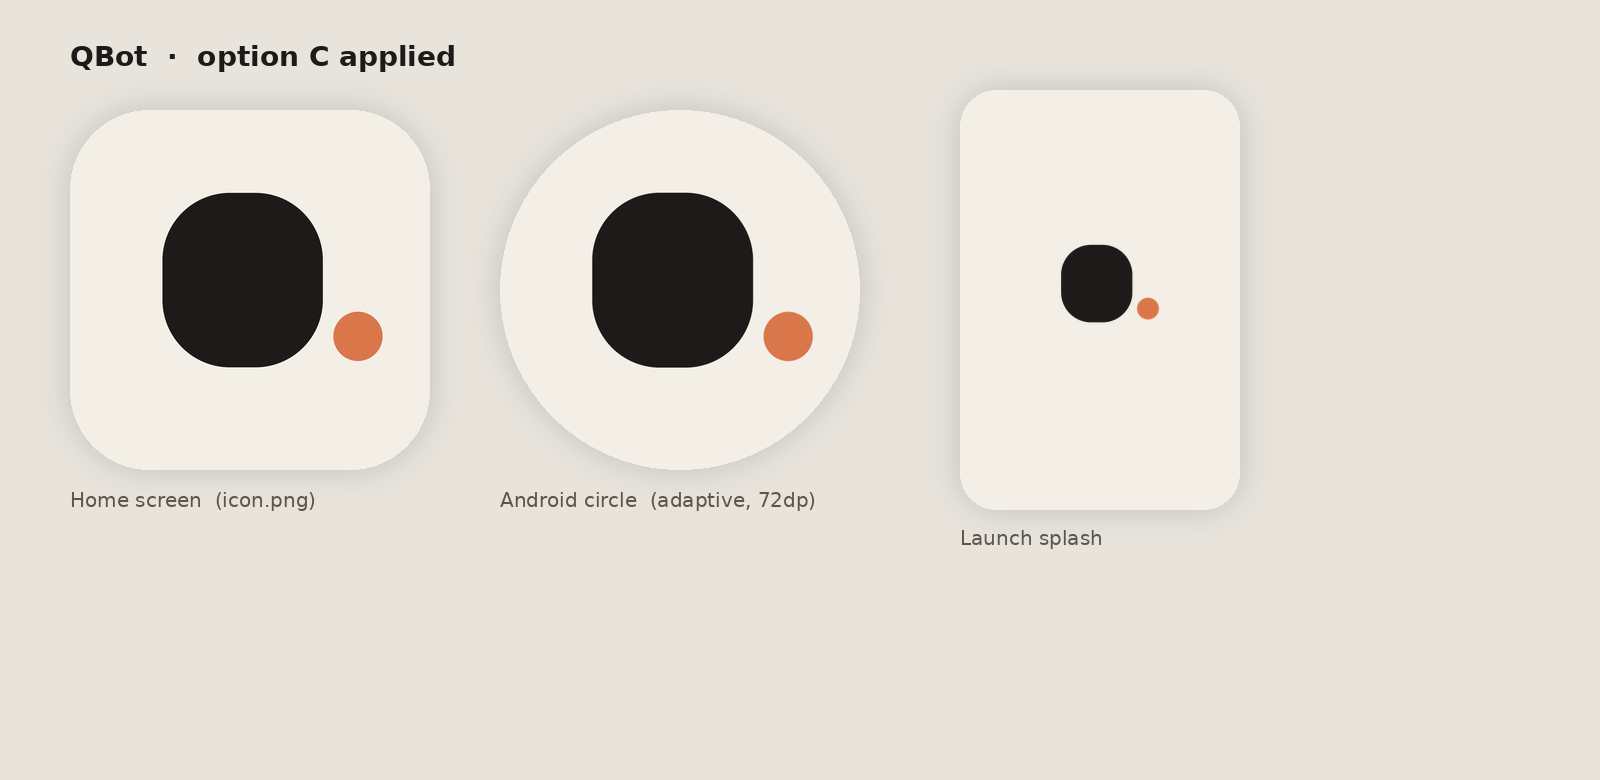 QBot · option C applied
Home screen (icon.png)
Android circle (adaptive, 72dp)
Launch splash